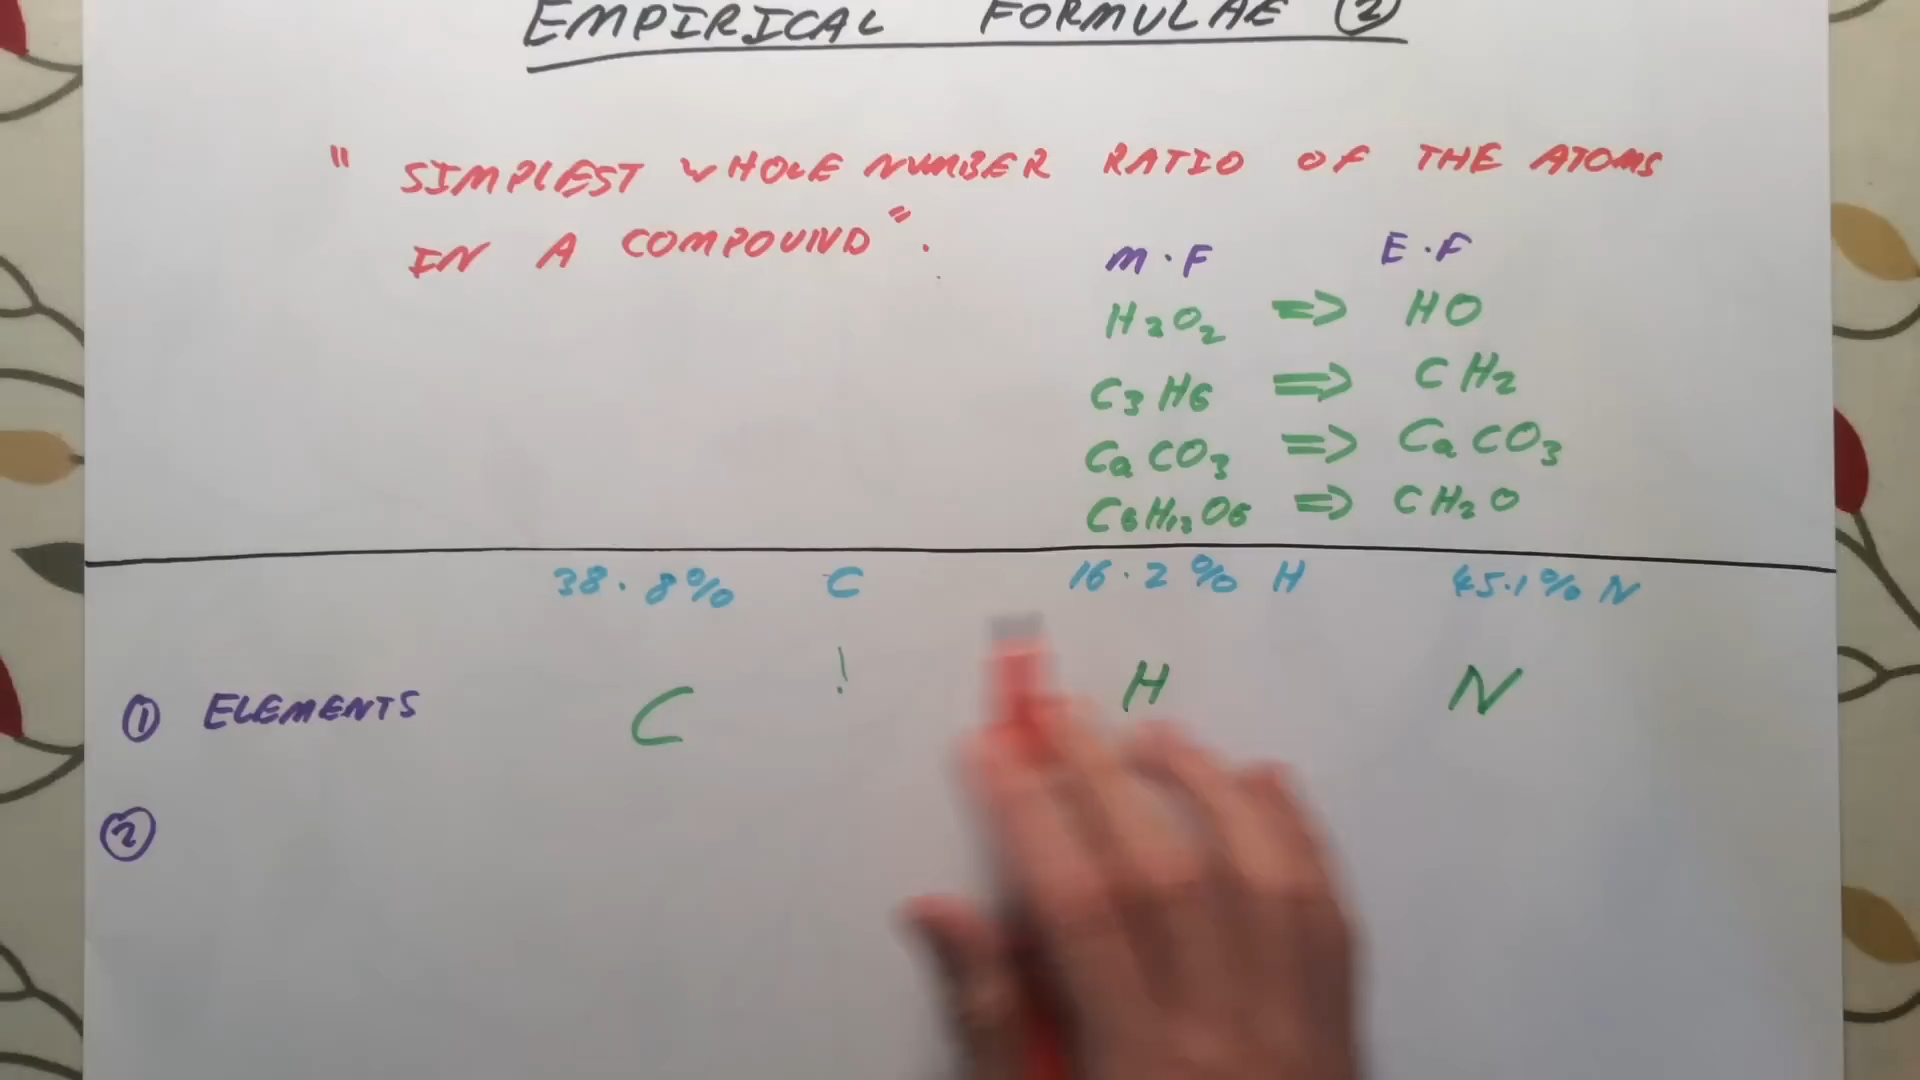 EMPIRICAL FORMULAE ②
" SIMPLEST WHOLE NUMBER RATIO OF THE ATOMS
IN A COMPOUND".
M.F E.F
H₂O₂ => HO
C₃H₆ => CH₂
CaCO₃ => CaCO₃
C₆H₁₂O₆ => CH₂O
38.8% C 16.2% H 45.1% N
① ELEMENTS C ! H N
②